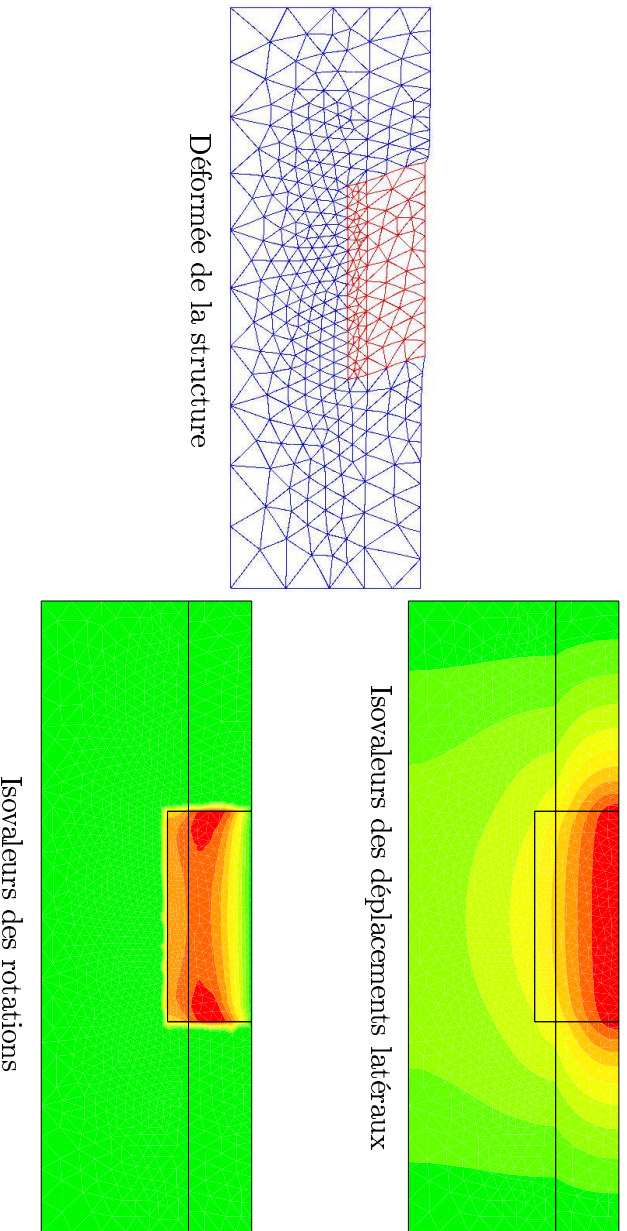 Déformée de la structure
Isovaleurs des déplacements latéraux
Isovaleurs des rotations